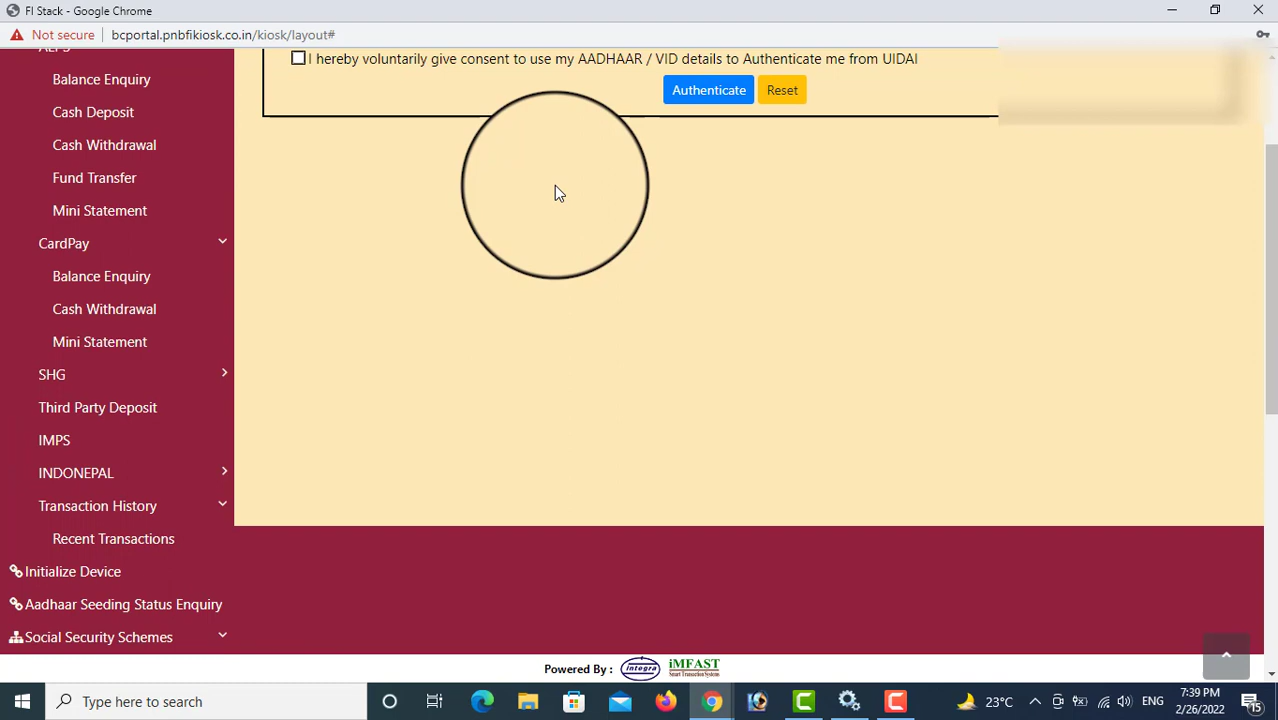 FI Stack - Google Chrome
Not secure
bcportal.pnbfikiosk.co.in/kiosk/layout#
Balance Enquiry
Cash Deposit
Cash Withdrawal
Fund Transfer
Mini Statement
CardPay
Balance Enquiry
Cash Withdrawal
Mini Statement
SHG
Third Party Deposit
IMPS
INDONEPAL
Transaction History
Recent Transactions
Initialize Device
Aadhaar Seeding Status Enquiry
Social Security Schemes
I hereby voluntarily give consent to use my AADHAAR / VID details to Authenticate me from UIDAI
Authenticate Reset
Powered By : integra iMFAST
Smart Transaction Systems
Type here to search
23°C
ENG
7:39 PM
2/26/2022
15